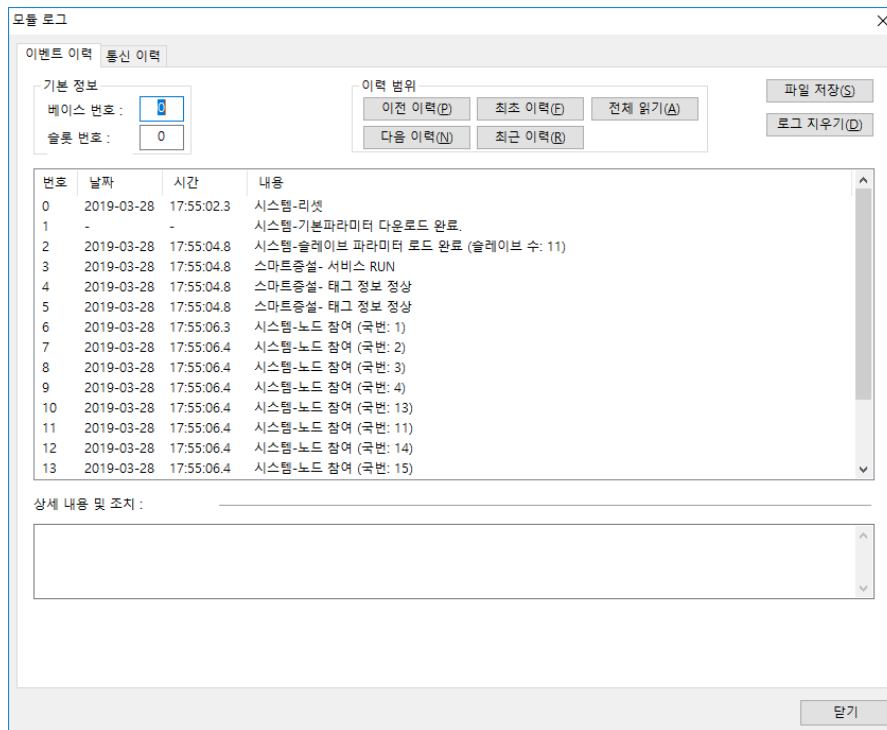 모듈 로그
이벤트 이력 통신 이력
기본 정보
베이스 번호 : 0
슬롯 번호 : 0
이력 범위
이전 이력(P) 최초 이력(F) 전체 읽기(A)
다음 이력(N) 최근 이력(R)
파일 저장(S)
로그 지우기(D)
번호 날짜 시간 내용
0 2019-03-28 17:55:02.3 시스템-리셋
1 - - 시스템-기본파라미터 다운로드 완료.
2 2019-03-28 17:55:04.8 시스템-슬레이브 파라미터 로드 완료 (슬레이브 수: 11)
3 2019-03-28 17:55:04.8 스마트증설- 서비스 RUN
4 2019-03-28 17:55:04.8 스마트증설- 태그 정보 정상
5 2019-03-28 17:55:04.8 스마트증설- 태그 정보 정상
6 2019-03-28 17:55:06.3 시스템-노드 참여 (국번: 1)
7 2019-03-28 17:55:06.4 시스템-노드 참여 (국번: 2)
8 2019-03-28 17:55:06.4 시스템-노드 참여 (국번: 3)
9 2019-03-28 17:55:06.4 시스템-노드 참여 (국번: 4)
10 2019-03-28 17:55:06.4 시스템-노드 참여 (국번: 13)
11 2019-03-28 17:55:06.4 시스템-노드 참여 (국번: 11)
12 2019-03-28 17:55:06.4 시스템-노드 참여 (국번: 14)
13 2019-03-28 17:55:06.4 시스템-노드 참여 (국번: 15)
상세 내용 및 조치 :
닫기